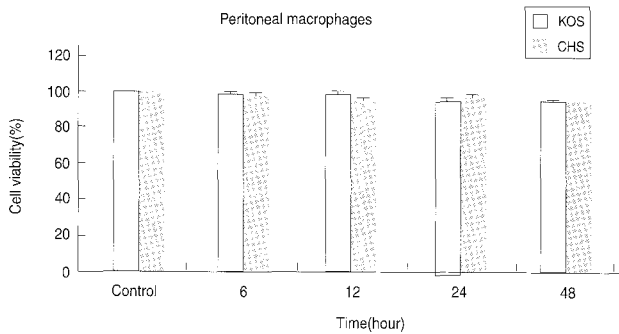 Peritoneal macrophages
KOS
CHS
120
100
80
60
40
20
0
Cell viability(%)
Control
6
12
24
48
Time(hour)